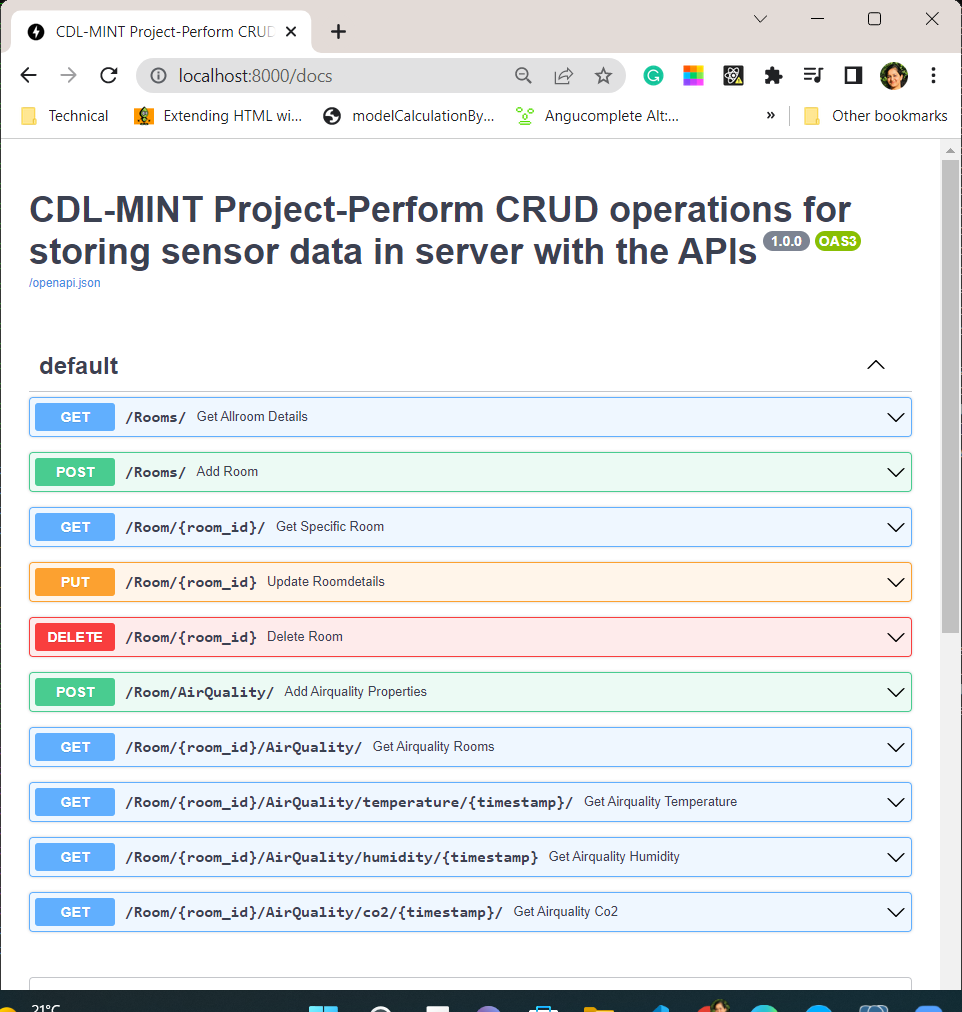 CDL-MINT Project-Perform CRUD
localhost:8000/docs
Technical
Extending HTML wi...
modelCalculationBy...
Angucomplete Alt:...
»
Other bookmarks
CDL-MINT Project-Perform CRUD operations for
storing sensor data in server with the APIs 1.0.0 OAS3
/openapi.json
default
GET /Rooms/ Get Allroom Details
POST /Rooms/ Add Room
GET /Room/{room_id}/ Get Specific Room
PUT /Room/{room_id} Update Roomdetails
DELETE /Room/{room_id} Delete Room
POST /Room/AirQuality/ Add Airquality Properties
GET /Room/{room_id}/AirQuality/ Get Airquality Rooms
GET /Room/{room_id}/AirQuality/temperature/{timestamp}/ Get Airquality Temperature
GET /Room/{room_id}/AirQuality/humidity/{timestamp} Get Airquality Humidity
GET /Room/{room_id}/AirQuality/co2/{timestamp}/ Get Airquality Co2
21°C